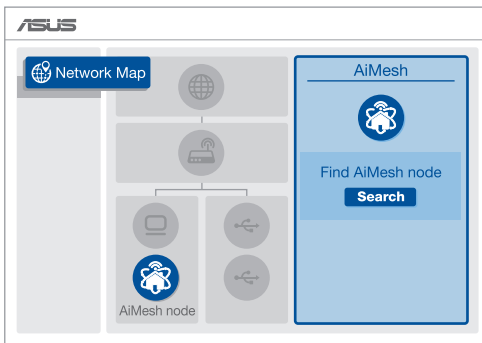 ASUS
Network Map
AiMesh
Find AiMesh node
Search
AiMesh node